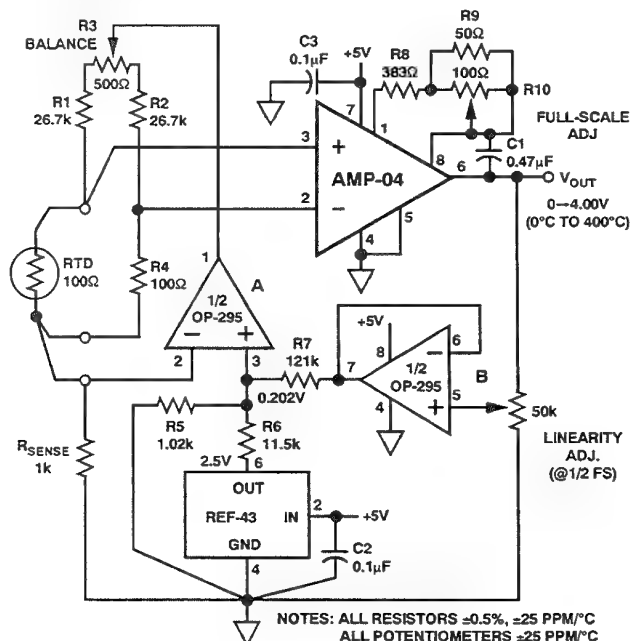 R3
BALANCE
500Ω
R1
26.7k
R2
26.7k
RTD
100Ω
R4
100Ω
C3
0.1µF
+5V
R8
383Ω
R9
50Ω
100Ω
R10
FULL-SCALE
ADJ
7
1
3
+
AMP-04
2
−
8
6
4
5
C1
0.47µF
VOUT
0→4.00V
(0°C TO 400°C)
1
A
1/2
OP-295
−
+
2
3
R7
121k
0.202V
+5V
8
7
−
6
1/2
OP-295
B
5
+
4
50k
LINEARITY
ADJ.
(@1/2 FS)
RSENSE
1k
R5
1.02k
R6
11.5k
2.5V
6
OUT
REF-43
IN
2
+5V
GND
4
C2
0.1µF
NOTES: ALL RESISTORS ±0.5%, ±25 PPM/°C
ALL POTENTIOMETERS ±25 PPM/°C